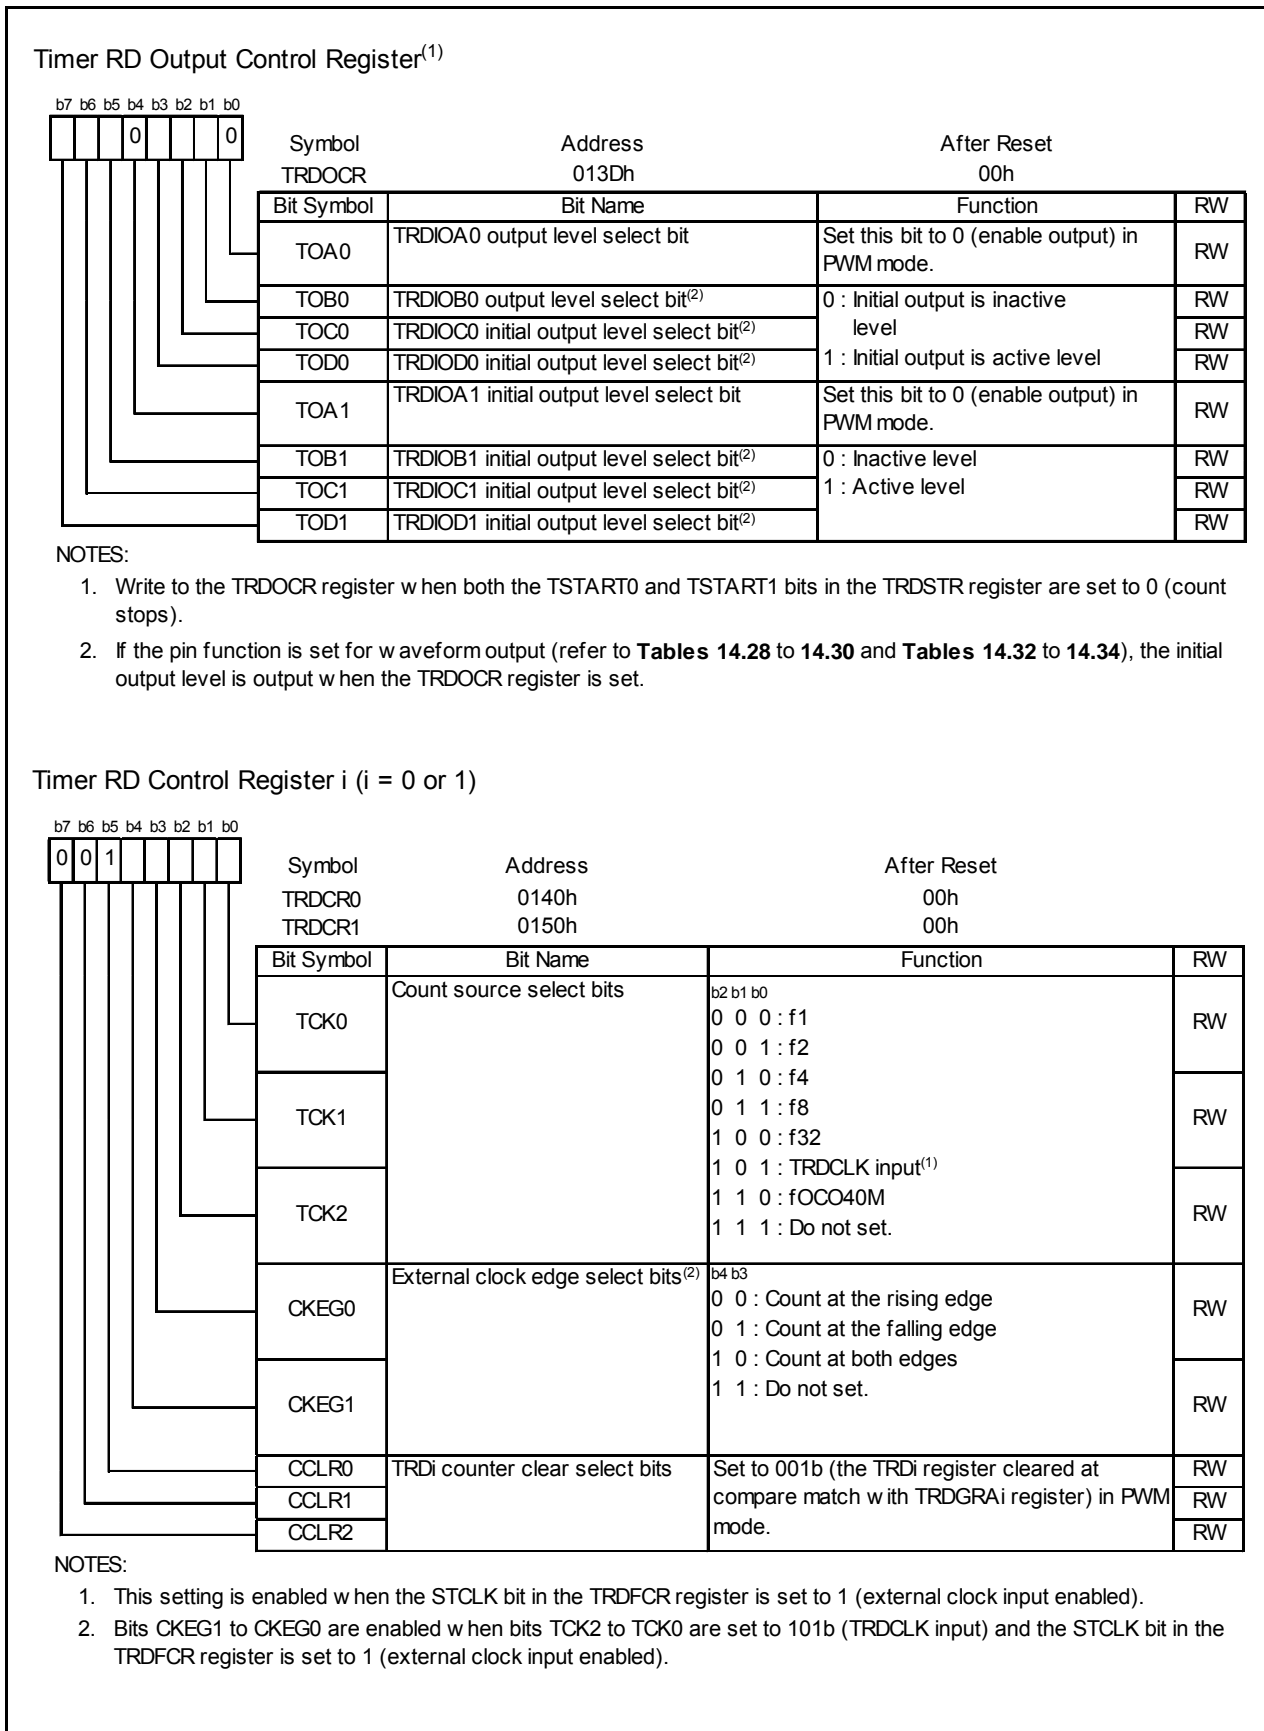 Timer RD Output Control Register(1)
b7 b6 b5 b4 b3 b2 b1 b0
0 0
Symbol Address After Reset
TRDOCR 013Dh 00h
Bit Symbol Bit Name Function RW
TOA0 TRDIOA0 output level select bit Set this bit to 0 (enable output) in PWM mode. RW
TOB0 TRDIOB0 output level select bit(2) 0 : Initial output is inactive RW
TOC0 TRDIOC0 initial output level select bit(2) level RW
TOD0 TRDIOD0 initial output level select bit(2) 1 : Initial output is active level RW
TOA1 TRDIOA1 initial output level select bit Set this bit to 0 (enable output) in PWM mode. RW
TOB1 TRDIOB1 initial output level select bit(2) 0 : Inactive level RW
TOC1 TRDIOC1 initial output level select bit(2) 1 : Active level RW
TOD1 TRDIOD1 initial output level select bit(2) RW
NOTES:
1. Write to the TRDOCR register when both the TSTART0 and TSTART1 bits in the TRDSTR register are set to 0 (count
stops).
2. If the pin function is set for waveform output (refer to Tables 14.28 to 14.30 and Tables 14.32 to 14.34), the initial
output level is output when the TRDOCR register is set.
Timer RD Control Register i (i = 0 or 1)
b7 b6 b5 b4 b3 b2 b1 b0
0 0 1
Symbol Address After Reset
TRDCR0 0140h 00h
TRDCR1 0150h 00h
Bit Symbol Bit Name Function RW
Count source select bits b2 b1 b0
TCK0 0 0 0 : f1 RW
0 0 1 : f2
0 1 0 : f4
TCK1 0 1 1 : f8 RW
1 0 0 : f32
1 0 1 : TRDCLK input(1)
TCK2 1 1 0 : fOCO40M RW
1 1 1 : Do not set.
External clock edge select bits(2) b4 b3
CKEG0 0 0 : Count at the rising edge RW
0 1 : Count at the falling edge
1 0 : Count at both edges
CKEG1 1 1 : Do not set. RW
CCLR0 TRDi counter clear select bits Set to 001b (the TRDi register cleared at RW
CCLR1 compare match with TRDGRAi register) in PWM RW
CCLR2 mode. RW
NOTES:
1. This setting is enabled when the STCLK bit in the TRDFCR register is set to 1 (external clock input enabled).
2. Bits CKEG1 to CKEG0 are enabled when bits TCK2 to TCK0 are set to 101b (TRDCLK input) and the STCLK bit in the
TRDFCR register is set to 1 (external clock input enabled).